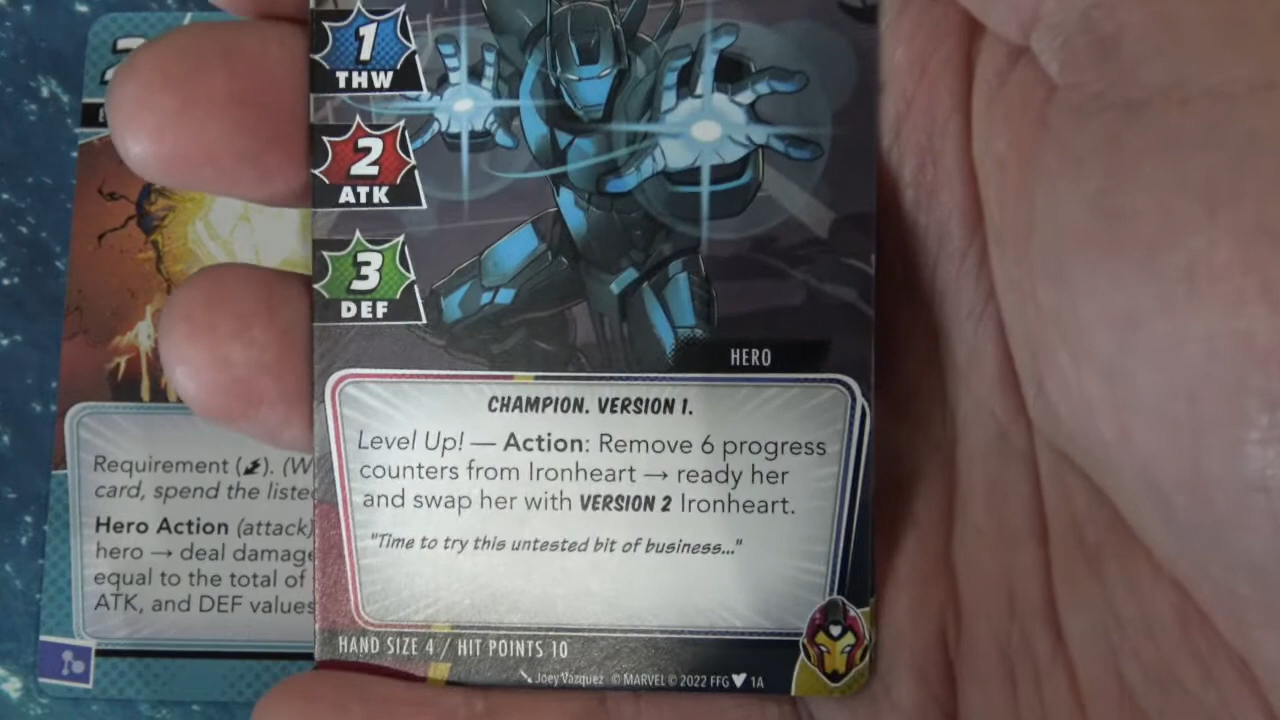 1
THW
2
ATK
3
DEF
HERO
CHAMPION. VERSION 1.
Level Up! — Action: Remove 6 progress
counters from Ironheart → ready her
and swap her with VERSION 2 Ironheart.
"Time to try this untested bit of business..."
HAND SIZE 4 / HIT POINTS 10
Joey Vazquez © MARVEL © 2022 FFG 1A
2
Requirement ( ). (W
card, spend the liste
Hero Action (attack)
hero → deal damage
equal to the total of
ATK, and DEF values